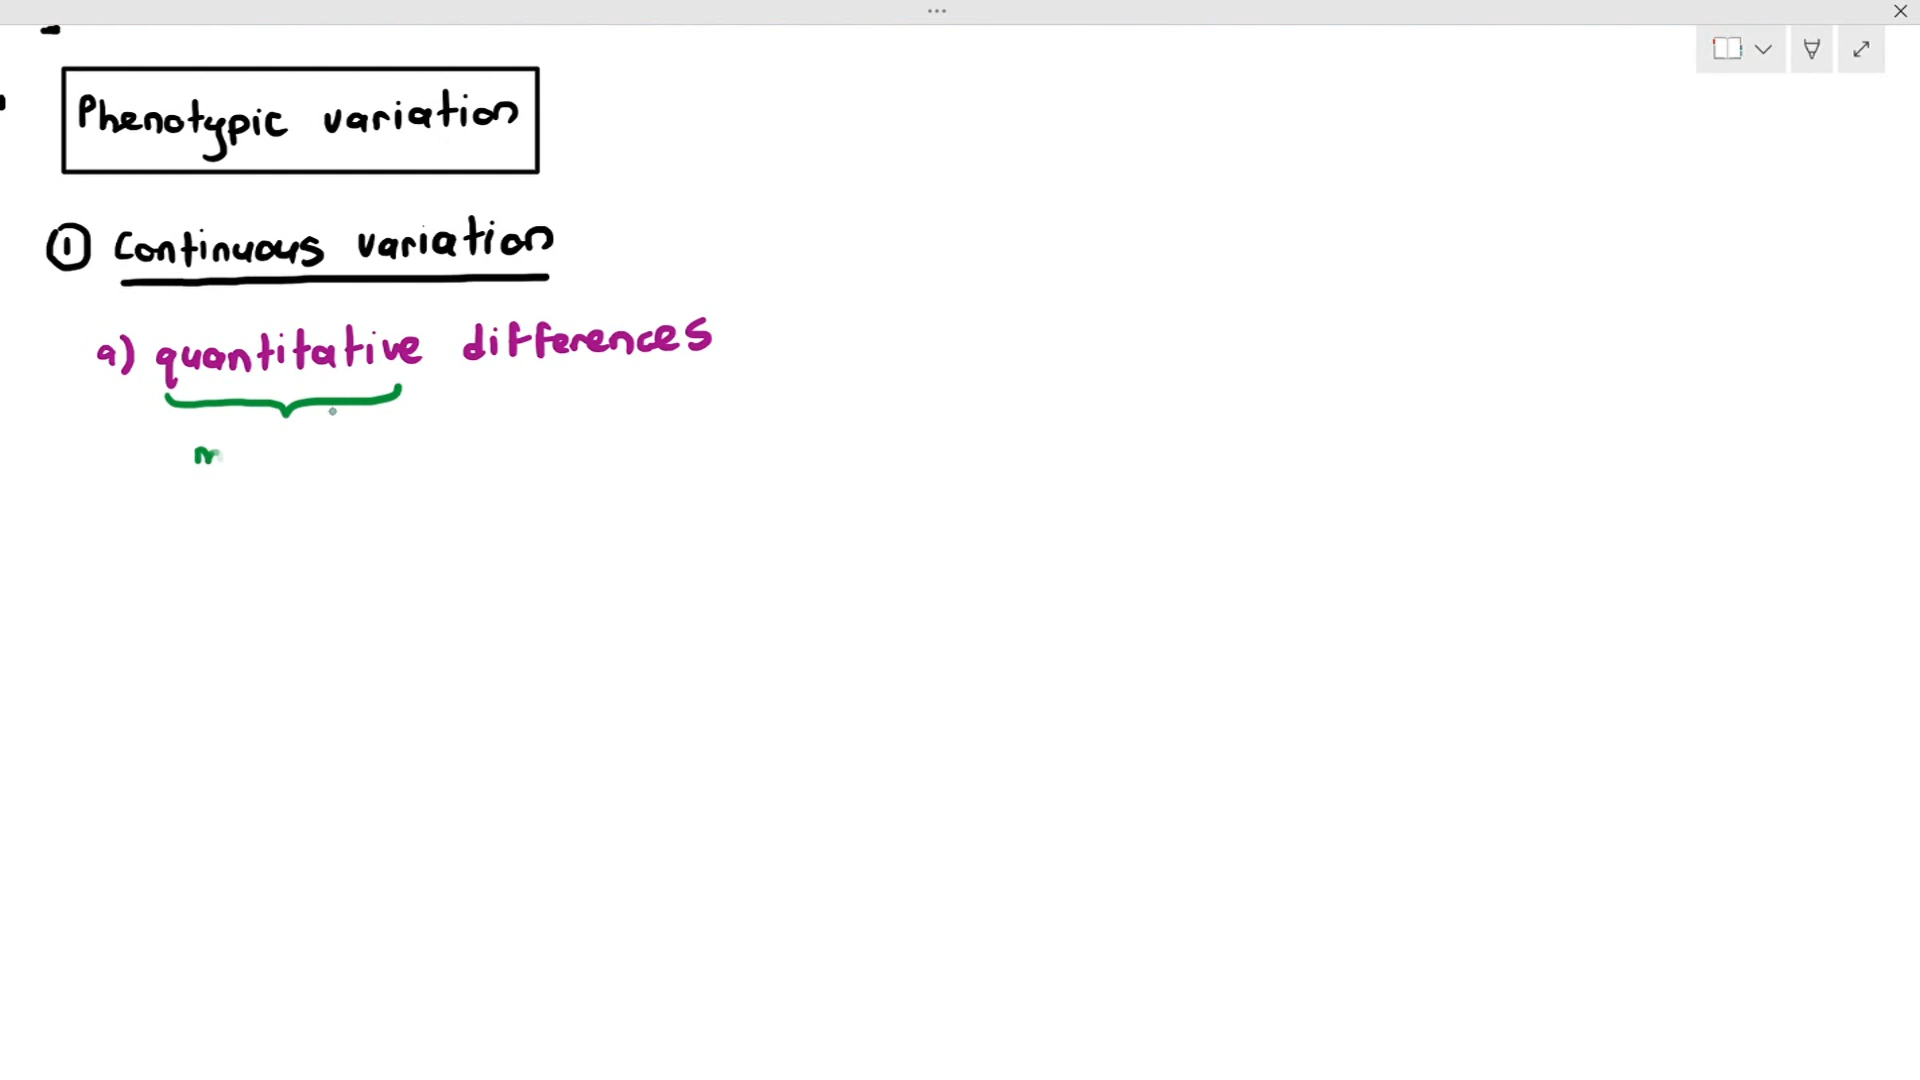 Phenotypic variation
① Continuous variation
a) quantitative differences